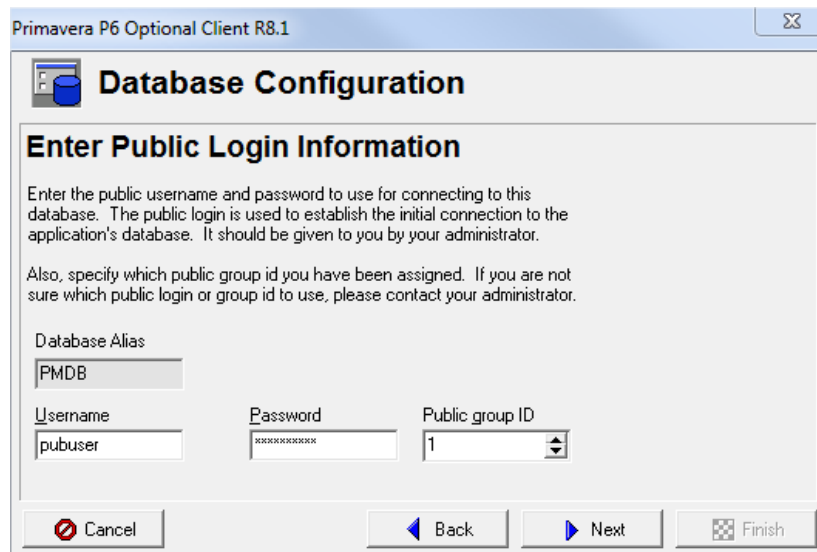 Primavera P6 Optional Client R8.1
Database Configuration
Enter Public Login Information
Enter the public username and password to use for connecting to this
database. The public login is used to establish the initial connection to the
application's database. It should be given to you by your administrator.
Also, specify which public group id you have been assigned. If you are not
sure which public login or group id to use, please contact your administrator.
Database Alias
PMDB
Username Password Public group ID
pubuser ×××××××××× 1
Cancel Back Next Finish